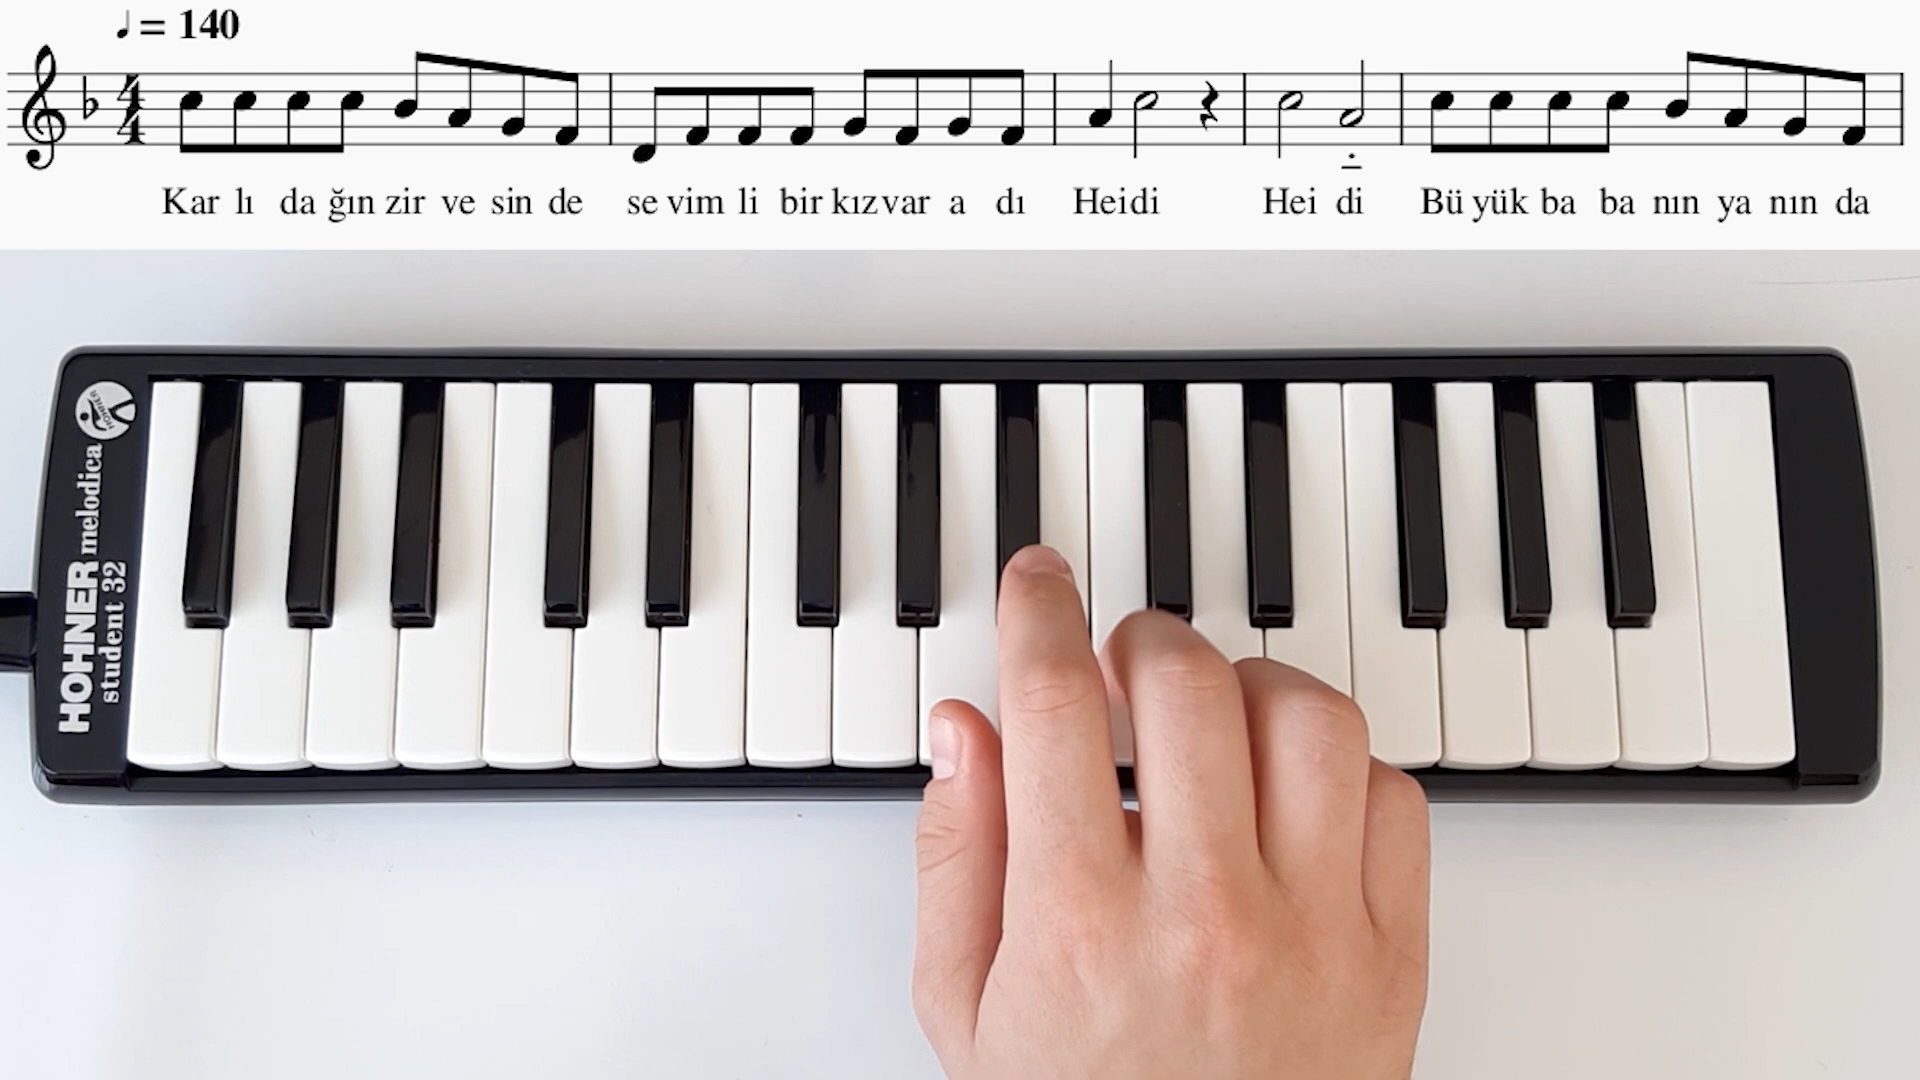 ♩ = 140
Kar lı da ğın zir ve sin de se vim li bir kız var a dı Hei di Hei di Bü yük ba ba nın ya nın da
HOHNER melodica
student 32
HOHNER